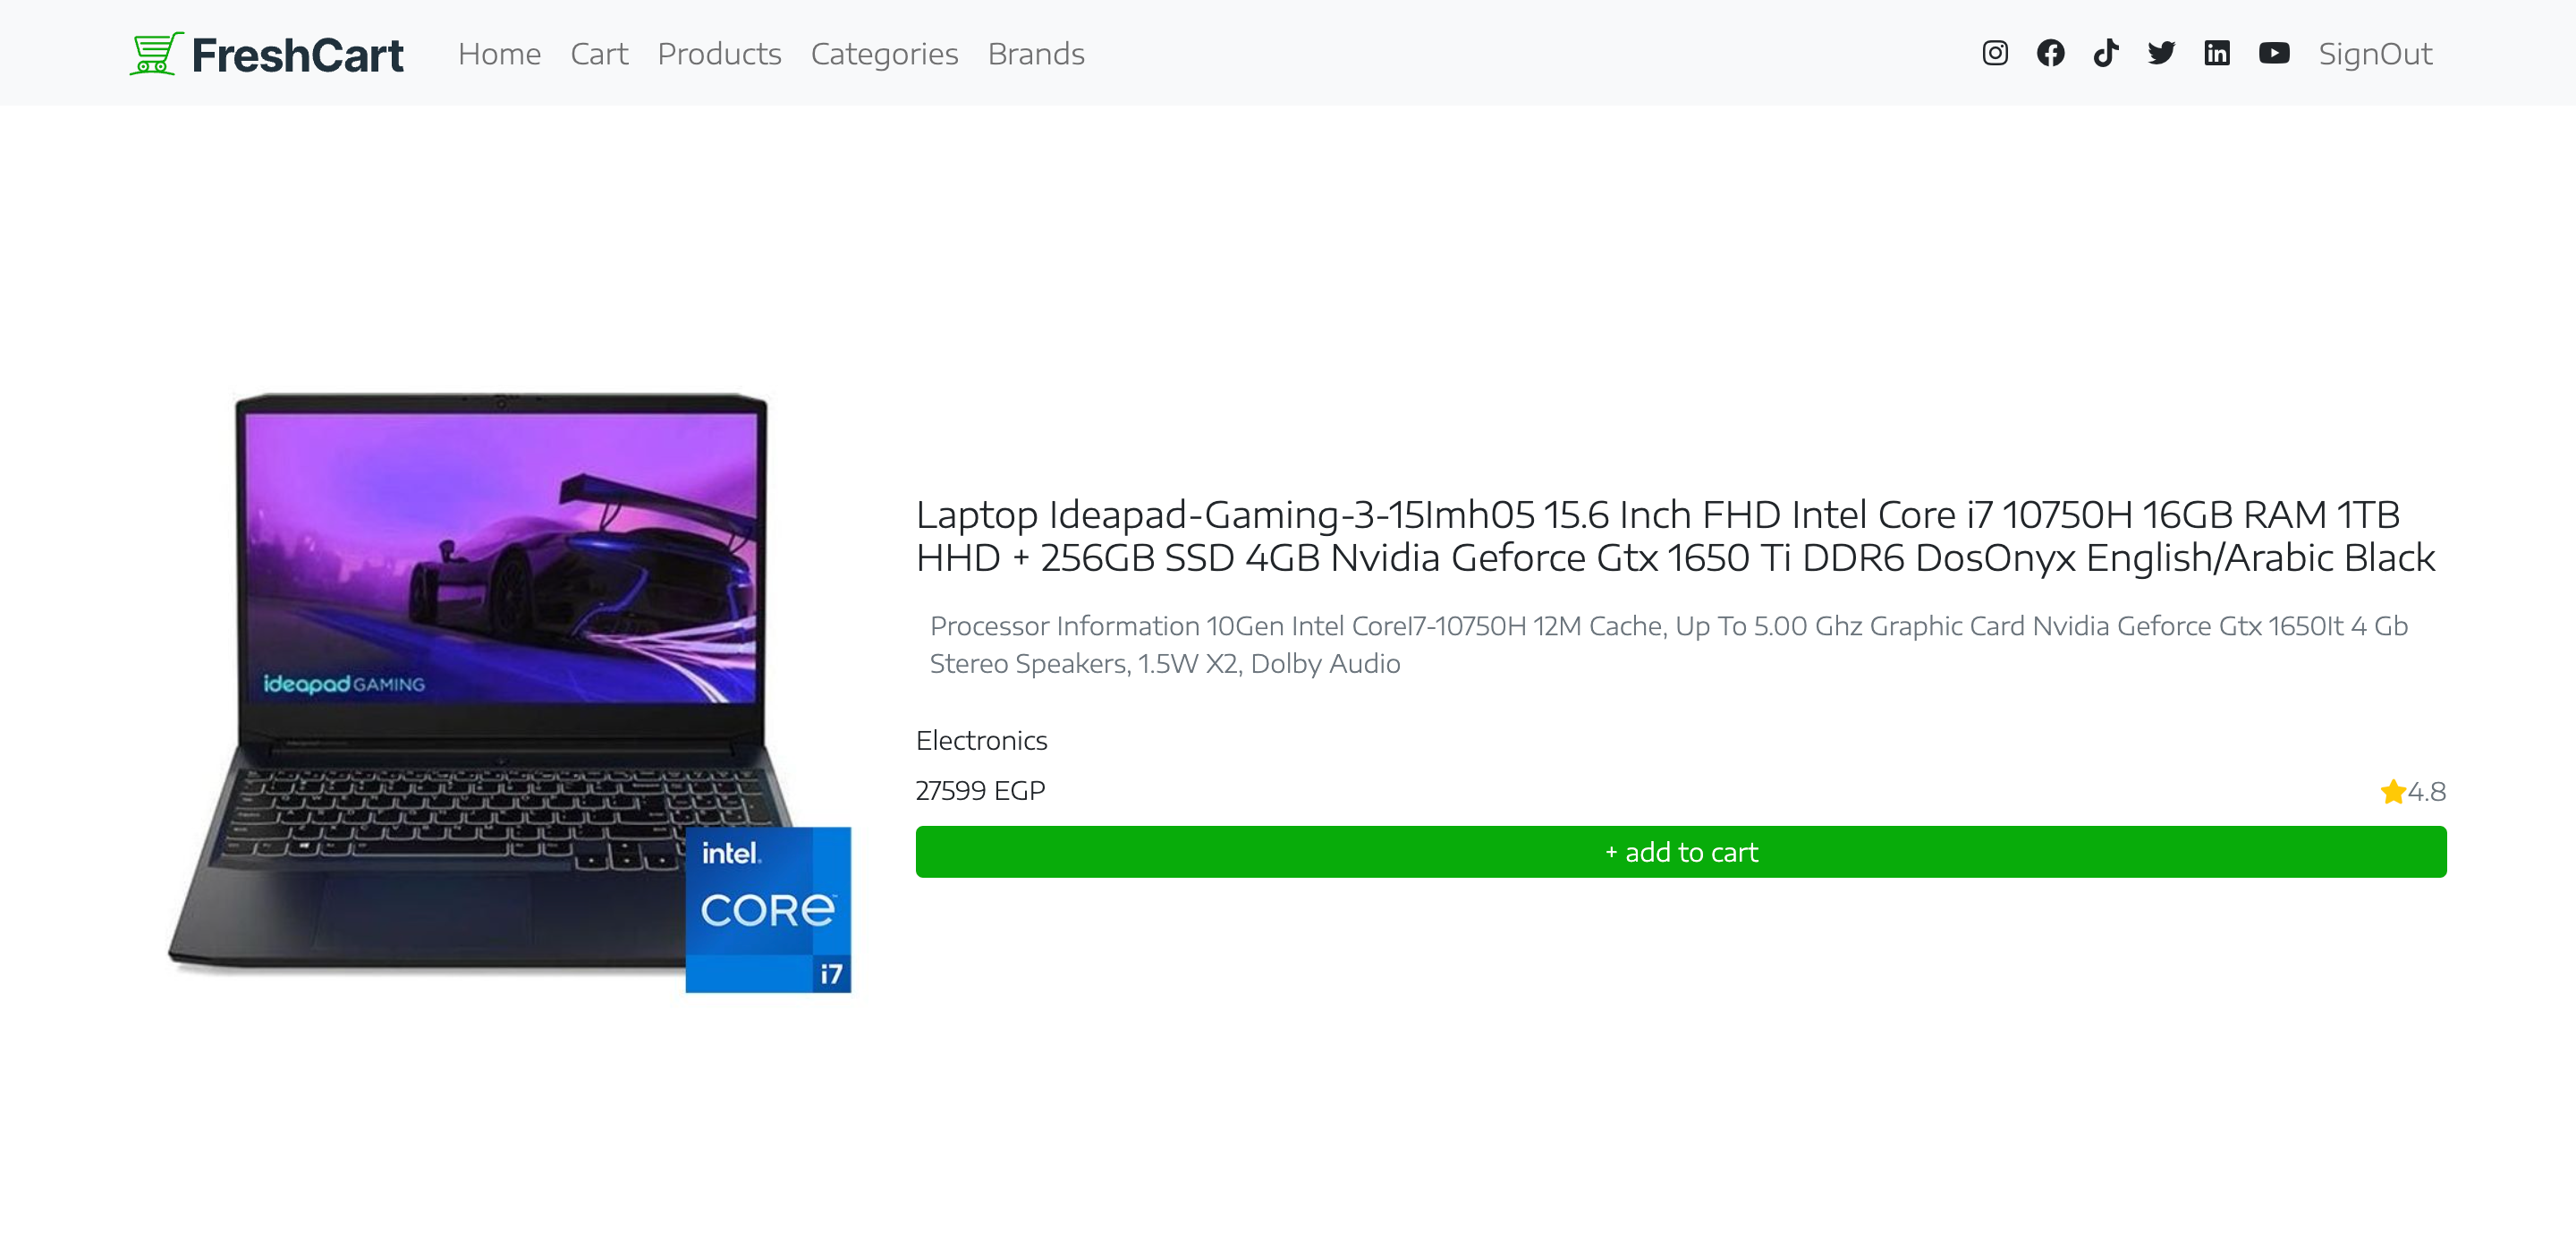 FreshCart Home Cart Products Categories Brands SignOut
ideapad GAMING
intel.
CORe™
i7
Laptop Ideapad-Gaming-3-15Imh05 15.6 Inch FHD Intel Core i7 10750H 16GB RAM 1TB
HHD + 256GB SSD 4GB Nvidia Geforce Gtx 1650 Ti DDR6 DosOnyx English/Arabic Black
Processor Information 10Gen Intel CoreI7-10750H 12M Cache, Up To 5.00 Ghz Graphic Card Nvidia Geforce Gtx 1650It 4 Gb
Stereo Speakers, 1.5W X2, Dolby Audio
Electronics
27599 EGP 4.8
+ add to cart